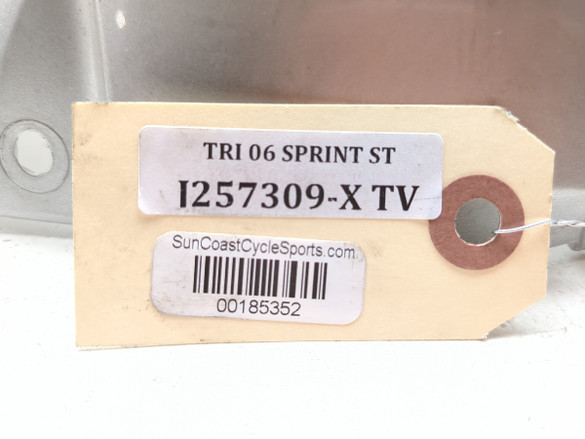 TRI 06 SPRINT ST
I257309-X TV
SunCoastCycleSports.com
00185352